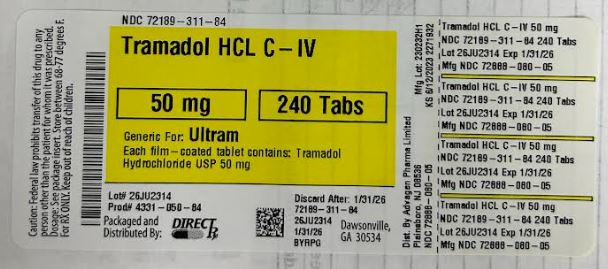 Caution: Federal law prohibits transfer of this drug to any
person other than the patient for whom it was prescribed.
Dosage: See package insert. Store between 68-77 degrees F.
For RX ONLY. Keep out of reach of children.
NDC 72189-311-84
Tramadol HCL C-IV
50 mg
240 Tabs
Generic For: Ultram
Each film-coated tablet contains: Tramadol
Hydrochloride USP 50 mg
Lot# 26JU2314
Prod# 4331-050-84
Packaged and
Distributed By:
DIRECT Rx
Discard After: 1/31/26
72189-311-84
26JU2314
1/31/26
BYRPG
Dawsonville,
GA 30534
Mfg Lot: 230232H1
KS 6/12/2023 2271932
Dist. By Advagen Pharma Limited
Plainsboro, NJ 08536
NDC 72888-080-05
Tramadol HCL C-IV 50 mg
NDC 72189-311-84 240 Tabs
Lot 26JU2314 Exp 1/31/26
Mfg NDC 72888-080-05
Tramadol HCL C-IV 50 mg
NDC 72189-311-84 240 Tabs
Lot 26JU2314 Exp 1/31/26
Mfg NDC 72888-080-05
Tramadol HCL C-IV 50 mg
NDC 72189-311-84 240 Tabs
Lot 26JU2314 Exp 1/31/26
Mfg NDC 72888-080-05
Tramadol HCL C-IV 50 mg
NDC 72189-311-84 240 Tabs
Lot 26JU2314 Exp 1/31/26
Mfg NDC 72888-080-05